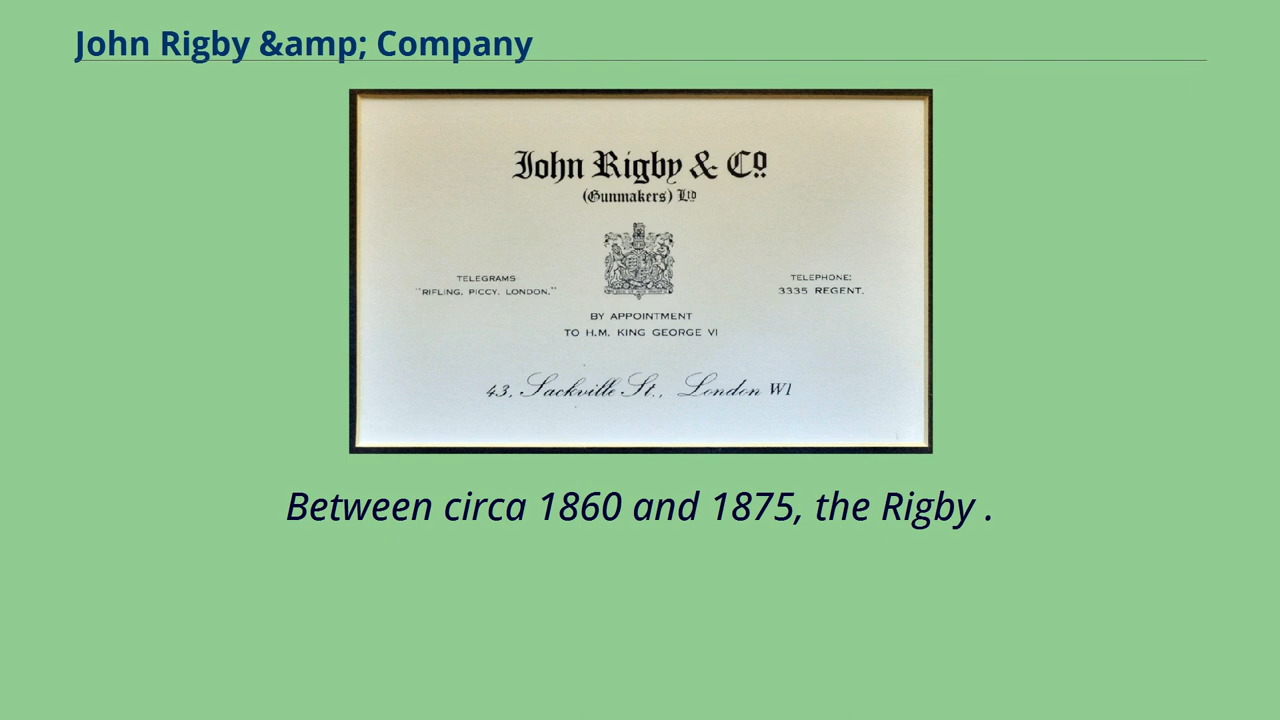 John Rigby &amp; Company
John Rigby & Co
(Gunmakers) Ltd
TELEGRAMS
"RIFLING, PICCY, LONDON."
TELEPHONE:
3335 REGENT.
BY APPOINTMENT
TO H.M. KING GEORGE VI
43, Sackville St., London W1
Between circa 1860 and 1875, the Rigby .